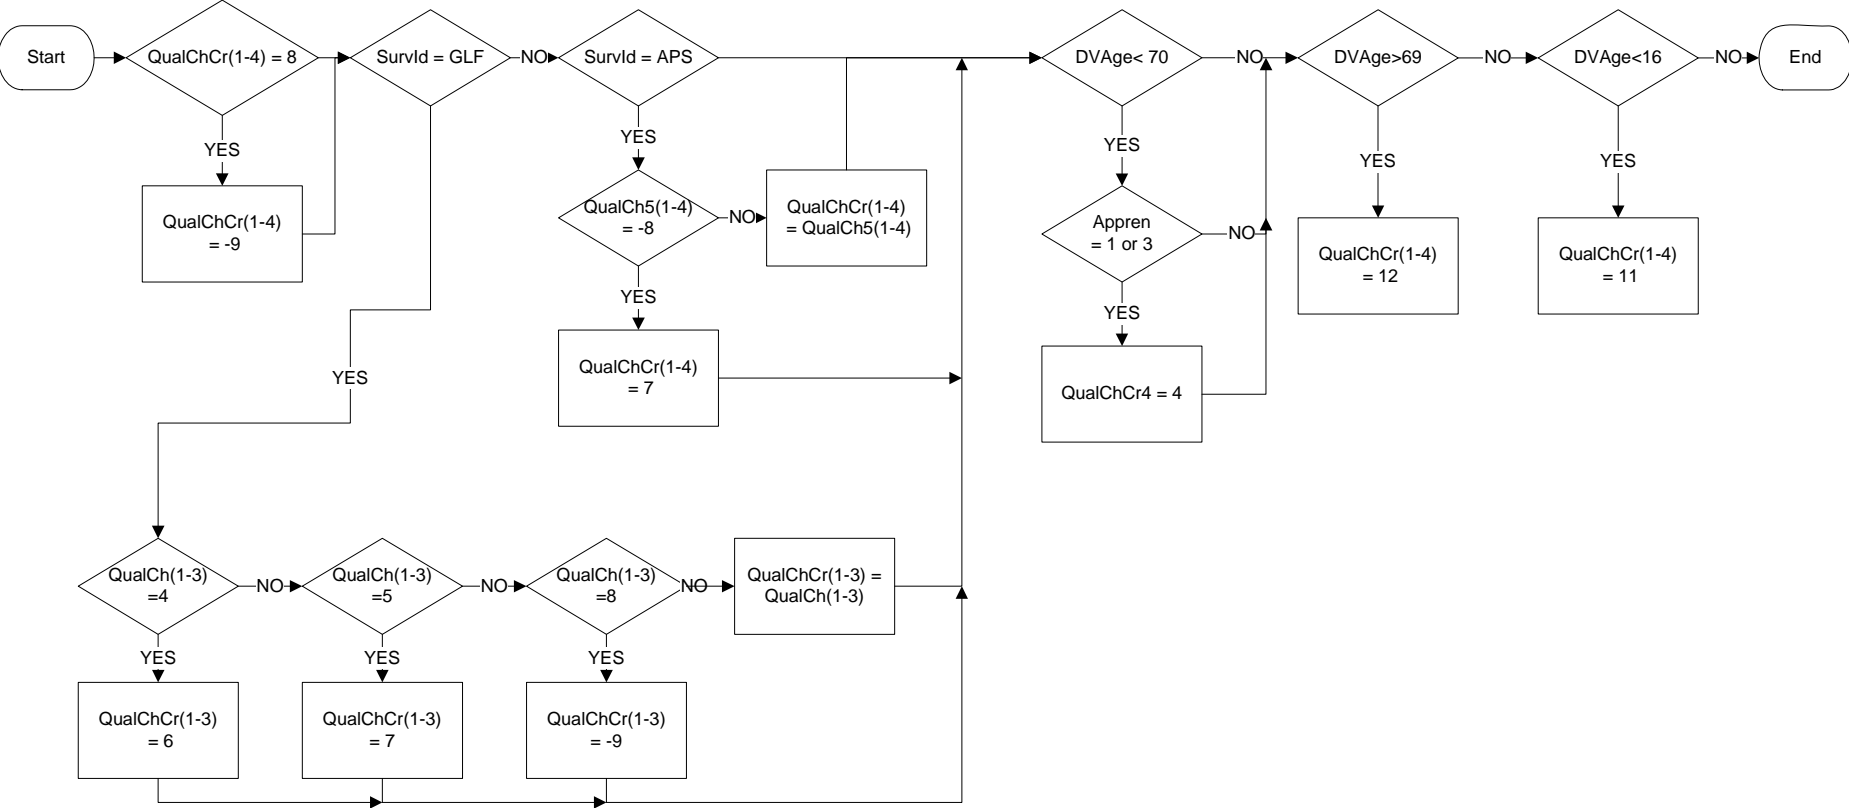 Start
QualChCr(1-4) = 8
SurvId = GLF
NO
SurvId = APS
DVAge< 70
NO
DVAge>69
NO
DVAge<16
NO
End
YES
YES
YES
YES
YES
QualChCr(1-4)
= -9
QualCh5(1-4)
= -8
NO
QualChCr(1-4)
= QualCh5(1-4)
Appren
= 1 or 3
NO
QualChCr(1-4)
= 12
QualChCr(1-4)
= 11
YES
YES
QualChCr(1-4)
= 7
QualChCr4 = 4
YES
QualCh(1-3)
=4
NO
QualCh(1-3)
=5
NO
QualCh(1-3)
=8
NO
QualChCr(1-3) =
QualCh(1-3)
YES
YES
YES
QualChCr(1-3)
= 6
QualChCr(1-3)
= 7
QualChCr(1-3)
= -9